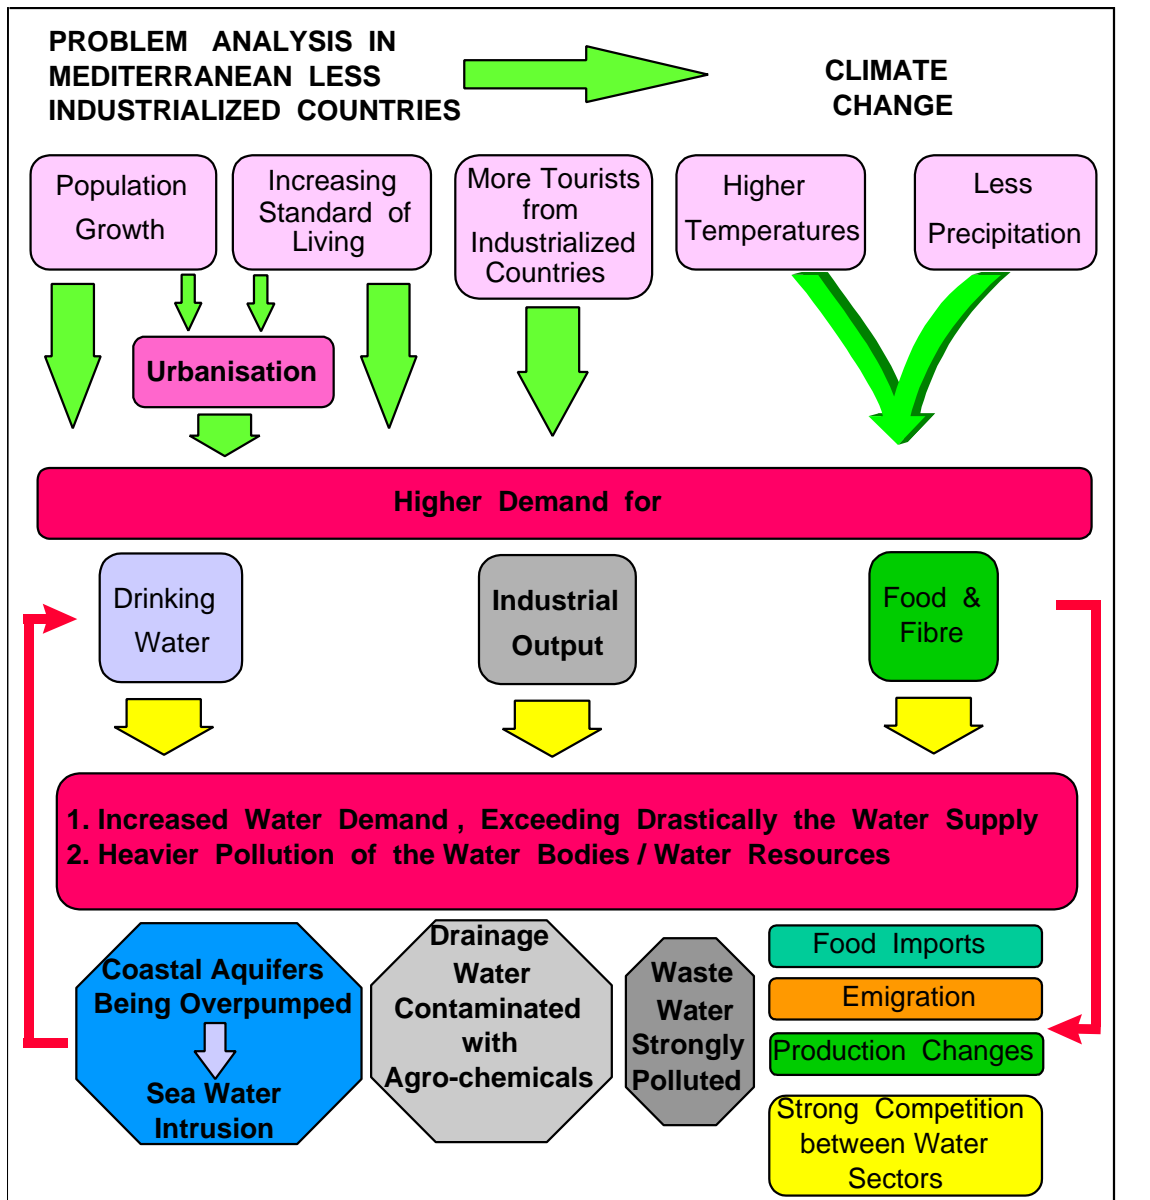 PROBLEM ANALYSIS IN
MEDITERRANEAN LESS
INDUSTRIALIZED COUNTRIES
CLIMATE
CHANGE
Population
Growth
Increasing
Standard of
Living
More Tourists
from
Industrialized
Countries
Higher
Temperatures
Less
Precipitation
Urbanisation
Higher Demand for
Drinking
Water
Industrial
Output
Food &
Fibre
1. Increased Water Demand , Exceeding Drastically the Water Supply
2. Heavier Pollution of the Water Bodies / Water Resources
Coastal Aquifers
Being Overpumped
Sea Water
Intrusion
Drainage
Water
Contaminated
with
Agro-chemicals
Waste
Water
Strongly
Polluted
Food Imports
Emigration
Production Changes
Strong Competition
between Water
Sectors